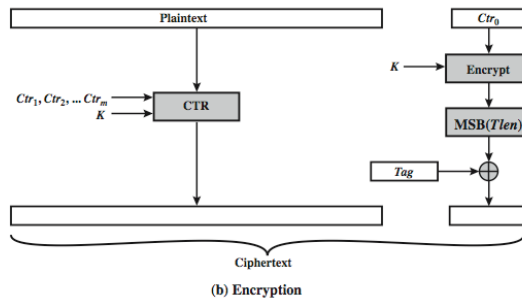 Plaintext
Ctr0
K
Encrypt
Ctr1, Ctr2, ... Ctrm
K
CTR
MSB(Tlen)
Tag
Ciphertext
(b) Encryption